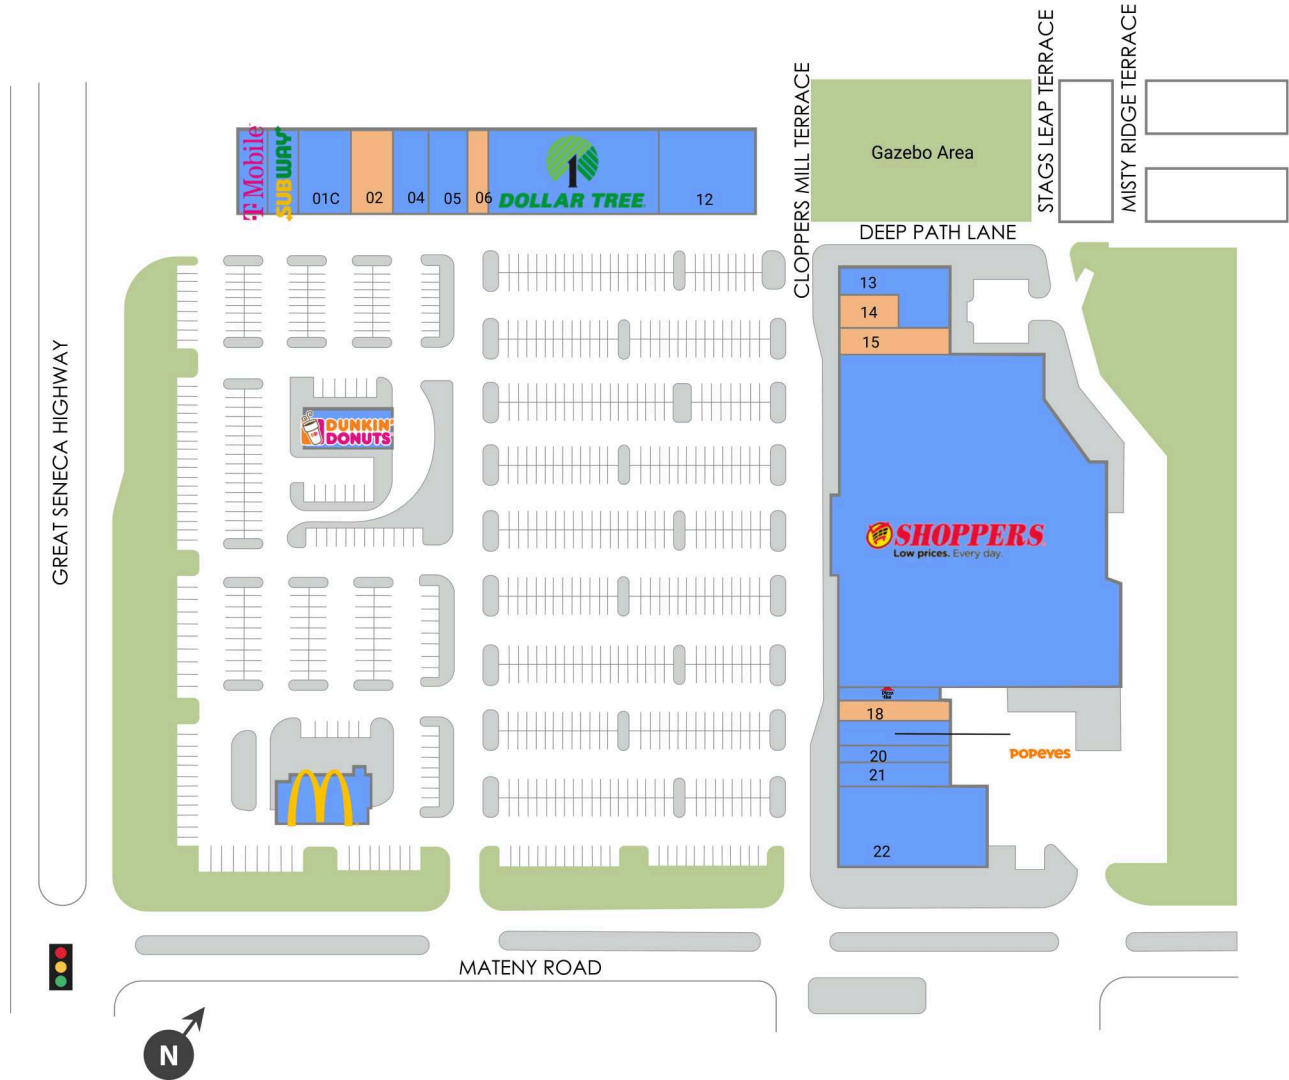 CLOPPERS MILL TERRACE
STAGS LEAP TERRACE
MISTY RIDGE TERRACE
Gazebo Area
T Mobile
SUBWAY
01C
02
04
05
06
DOLLAR TREE
12
DEEP PATH LANE
13
14
15
GREAT SENECA HIGHWAY
DUNKIN'
DONUTS
SHOPPERS
Low prices. Every day.
18
POPEYES
20
21
22
MATENY ROAD
N